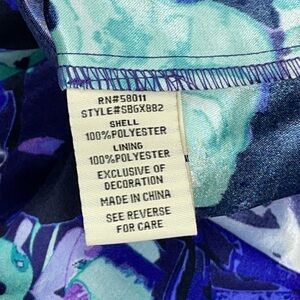 RN#58011
STYLE#SBGX882
SHELL
100%POLYESTER
LINING
100%POLYESTER
EXCLUSIVE OF
DECORATION
MADE IN CHINA
SEE REVERSE
FOR CARE